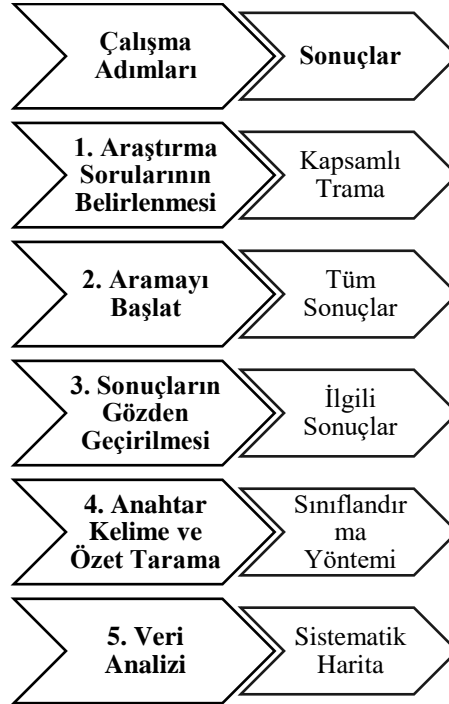 Çalışma
Adımları
Sonuçlar
1. Araştırma
Sorularının
Belirlenmesi
Kapsamlı
Trama
2. Aramayı
Başlat
Tüm
Sonuçlar
3. Sonuçların
Gözden
Geçirilmesi
İlgili
Sonuçlar
4. Anahtar
Kelime ve
Özet Tarama
Sınıflandır
ma
Yöntemi
5. Veri
Analizi
Sistematik
Harita